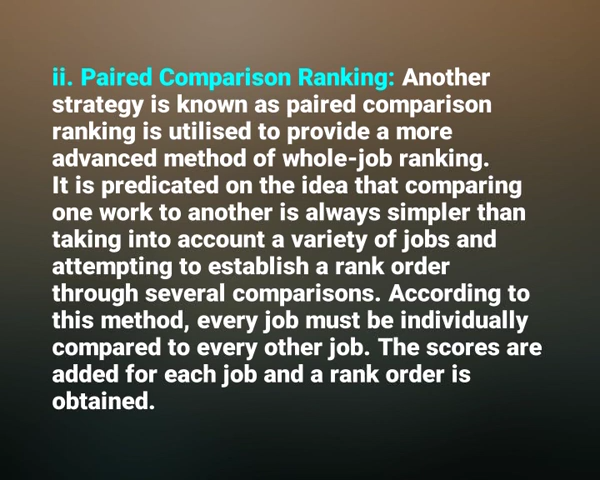 ii. Paired Comparison Ranking: Another
strategy is known as paired comparison
ranking is utilised to provide a more
advanced method of whole-job ranking.
It is predicated on the idea that comparing
one work to another is always simpler than
taking into account a variety of jobs and
attempting to establish a rank order
through several comparisons. According to
this method, every job must be individually
compared to every other job. The scores are
added for each job and a rank order is
obtained.